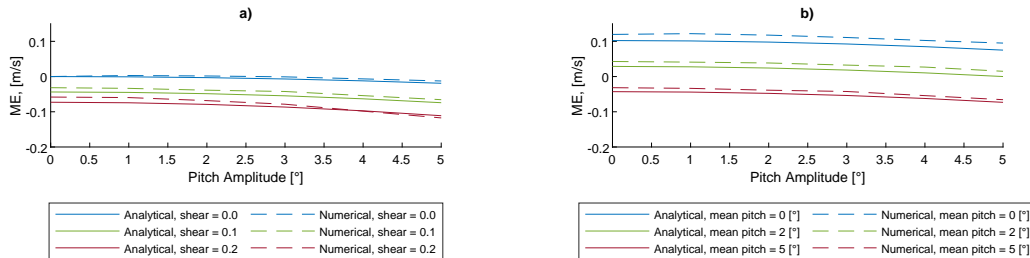 a)
ME, [m/s]
0.1
0
-0.1
-0.2
0 0.5 1 1.5 2 2.5 3 3.5 4 4.5 5
Pitch Amplitude [°]
Analytical, shear = 0.0 Numerical, shear = 0.0
Analytical, shear = 0.1 Numerical, shear = 0.1
Analytical, shear = 0.2 Numerical, shear = 0.2
b)
ME, [m/s]
0.1
0
-0.1
-0.2
0 0.5 1 1.5 2 2.5 3 3.5 4 4.5 5
Pitch Amplitude [°]
Analytical, mean pitch = 0 [°] Numerical, mean pitch = 0 [°]
Analytical, mean pitch = 2 [°] Numerical, mean pitch = 2 [°]
Analytical, mean pitch = 5 [°] Numerical, mean pitch = 5 [°]